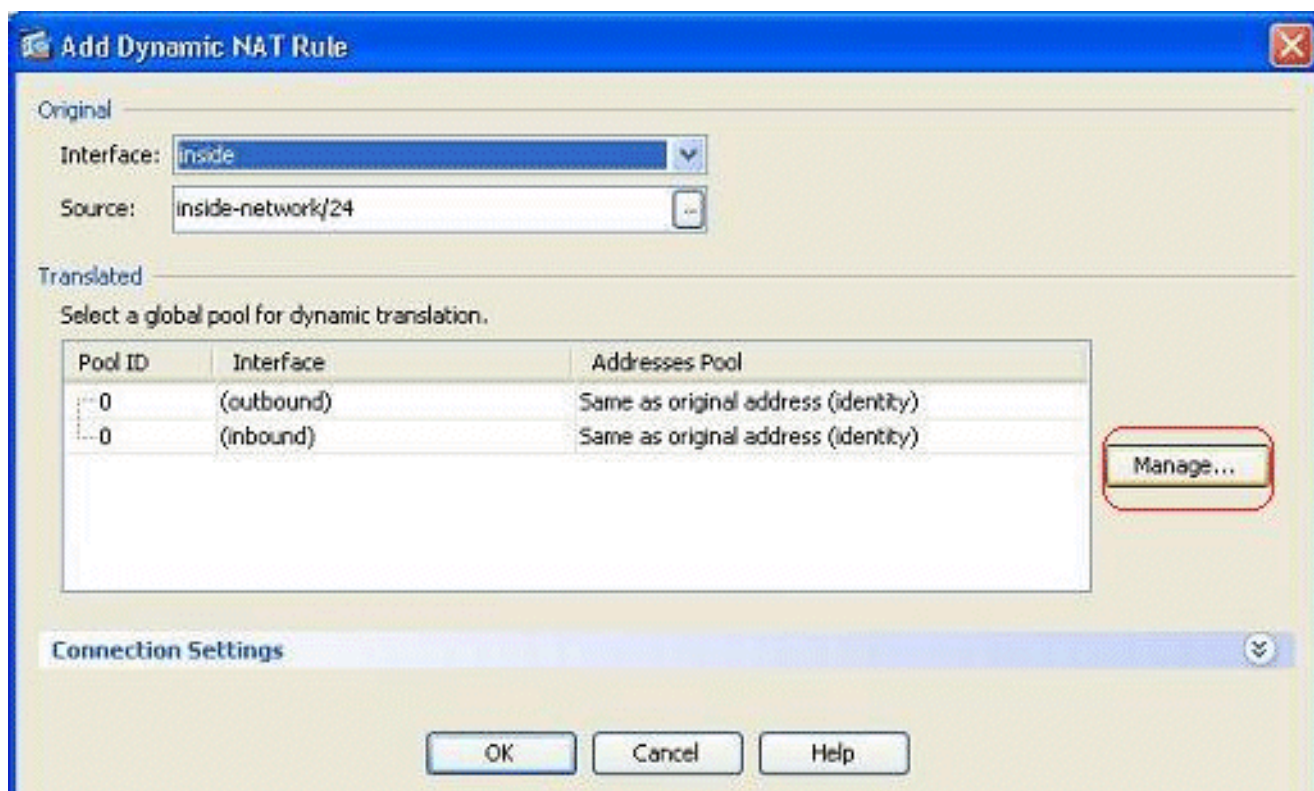 Add Dynamic NAT Rule
Original
Interface: inside
Source: inside-network/24 ...
Translated
Select a global pool for dynamic translation.
Pool ID Interface Addresses Pool
0 (outbound) Same as original address (identity)
0 (inbound) Same as original address (identity)
Manage...
Connection Settings
OK Cancel Help